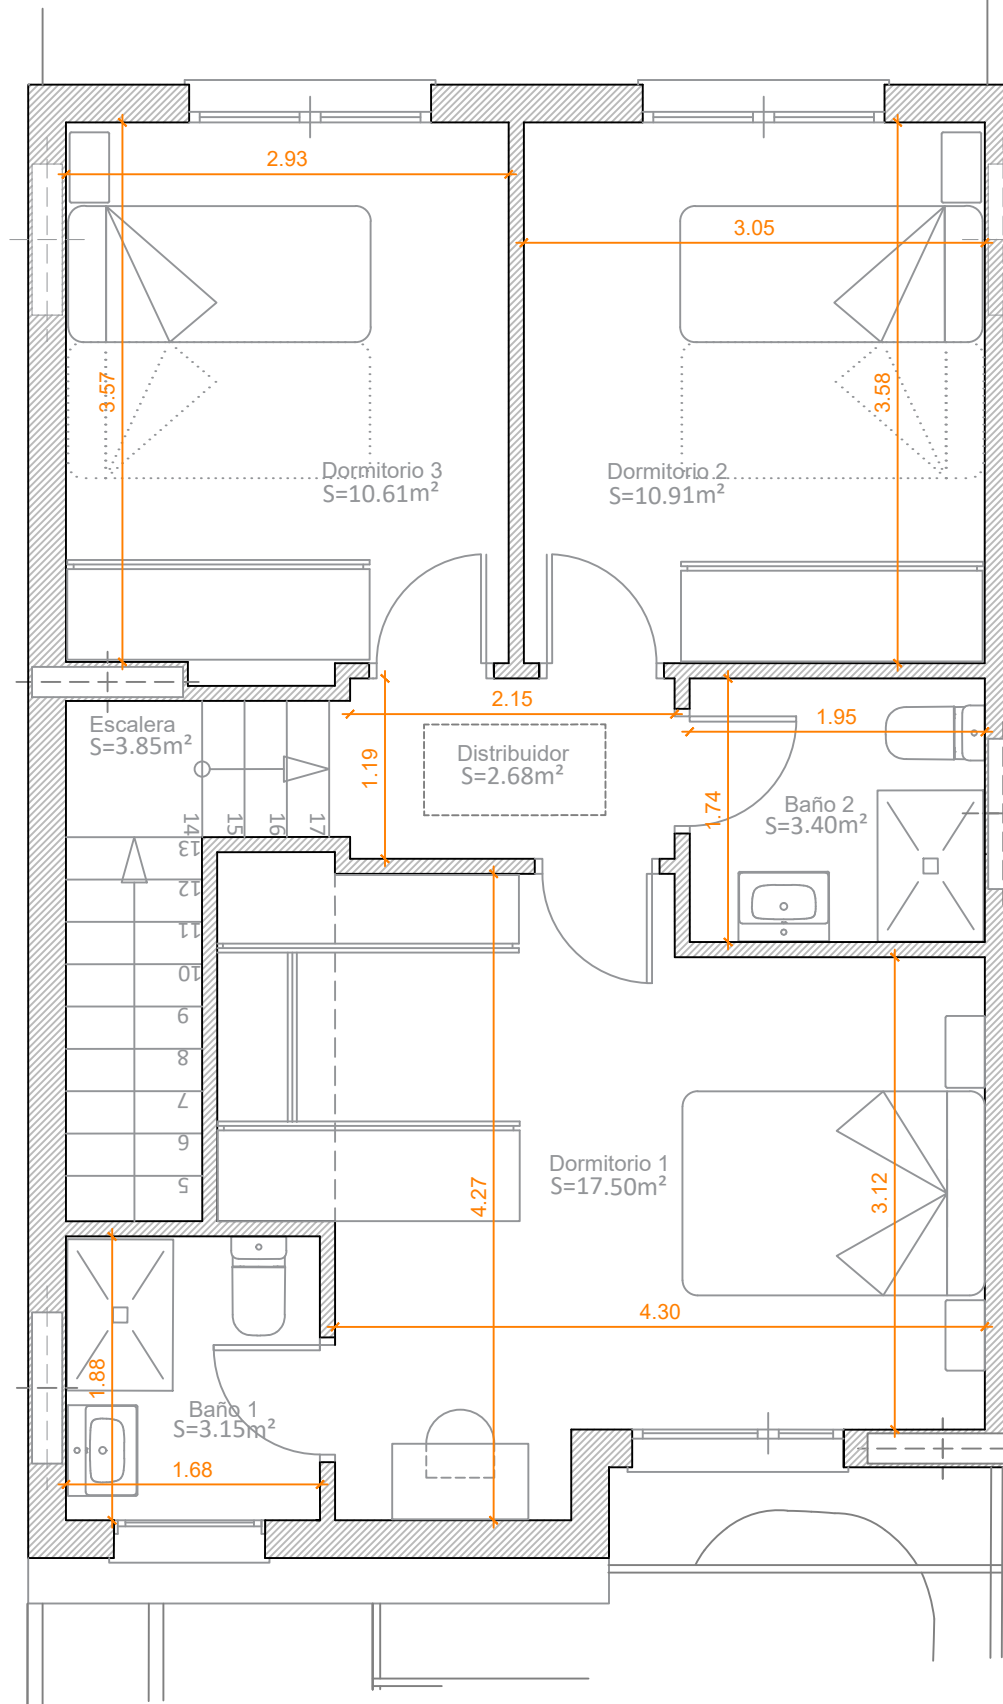 2.93
3.05
3.57
3.58
Dormitorio 3
S=10.61m²
Dormitorio 2
S=10.91m²
2.15
1.95
Escalera
S=3.85m²
1.19
Distribuidor
S=2.68m²
1.74
Baño 2
S=3.40m²
14
15
16
17
13
12
11
10
9
8
7
6
5
Dormitorio 1
S=17.50m²
4.27
3.12
4.30
1.88
Baño 1
S=3.15m²
1.68